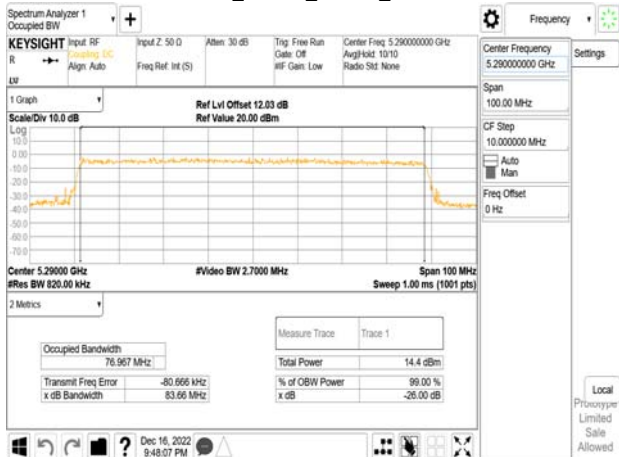 Spectrum Analyzer 1
Occupied BW
+
Frequency
KEYSIGHT Input: RF Input Z: 50 Ω Atten: 30 dB Trig: Free Run Center Freq: 5.290000000 GHz
R Coupling: DC Gate: Off Avg|Hold: 10/10
Align: Auto Freq Ref: Int (S) #IF Gain: Low Radio Std: None
LXI
Center Frequency
5.290000000 GHz
Settings
Span
100.00 MHz
CF Step
10.000000 MHz
Auto
Man
Freq Offset
0 Hz
1 Graph
Ref Lvl Offset 12.03 dB
Scale/Div 10.0 dB Ref Value 20.00 dBm
Log
10.0
0.00
-10.0
-20.0
-30.0
-40.0
-50.0
-60.0
-70.0
Center 5.29000 GHz #Video BW 2.7000 MHz Span 100 MHz
#Res BW 820.00 kHz Sweep 1.00 ms (1001 pts)
2 Metrics
Measure Trace Trace 1
Occupied Bandwidth
76.967 MHz Total Power 14.4 dBm
Transmit Freq Error -80.666 kHz % of OBW Power 99.00 %
x dB Bandwidth 83.66 MHz x dB -26.00 dB
Local
Prototype
Limited
Sale
Allowed
? Dec 16, 2022
9:48:07 PM